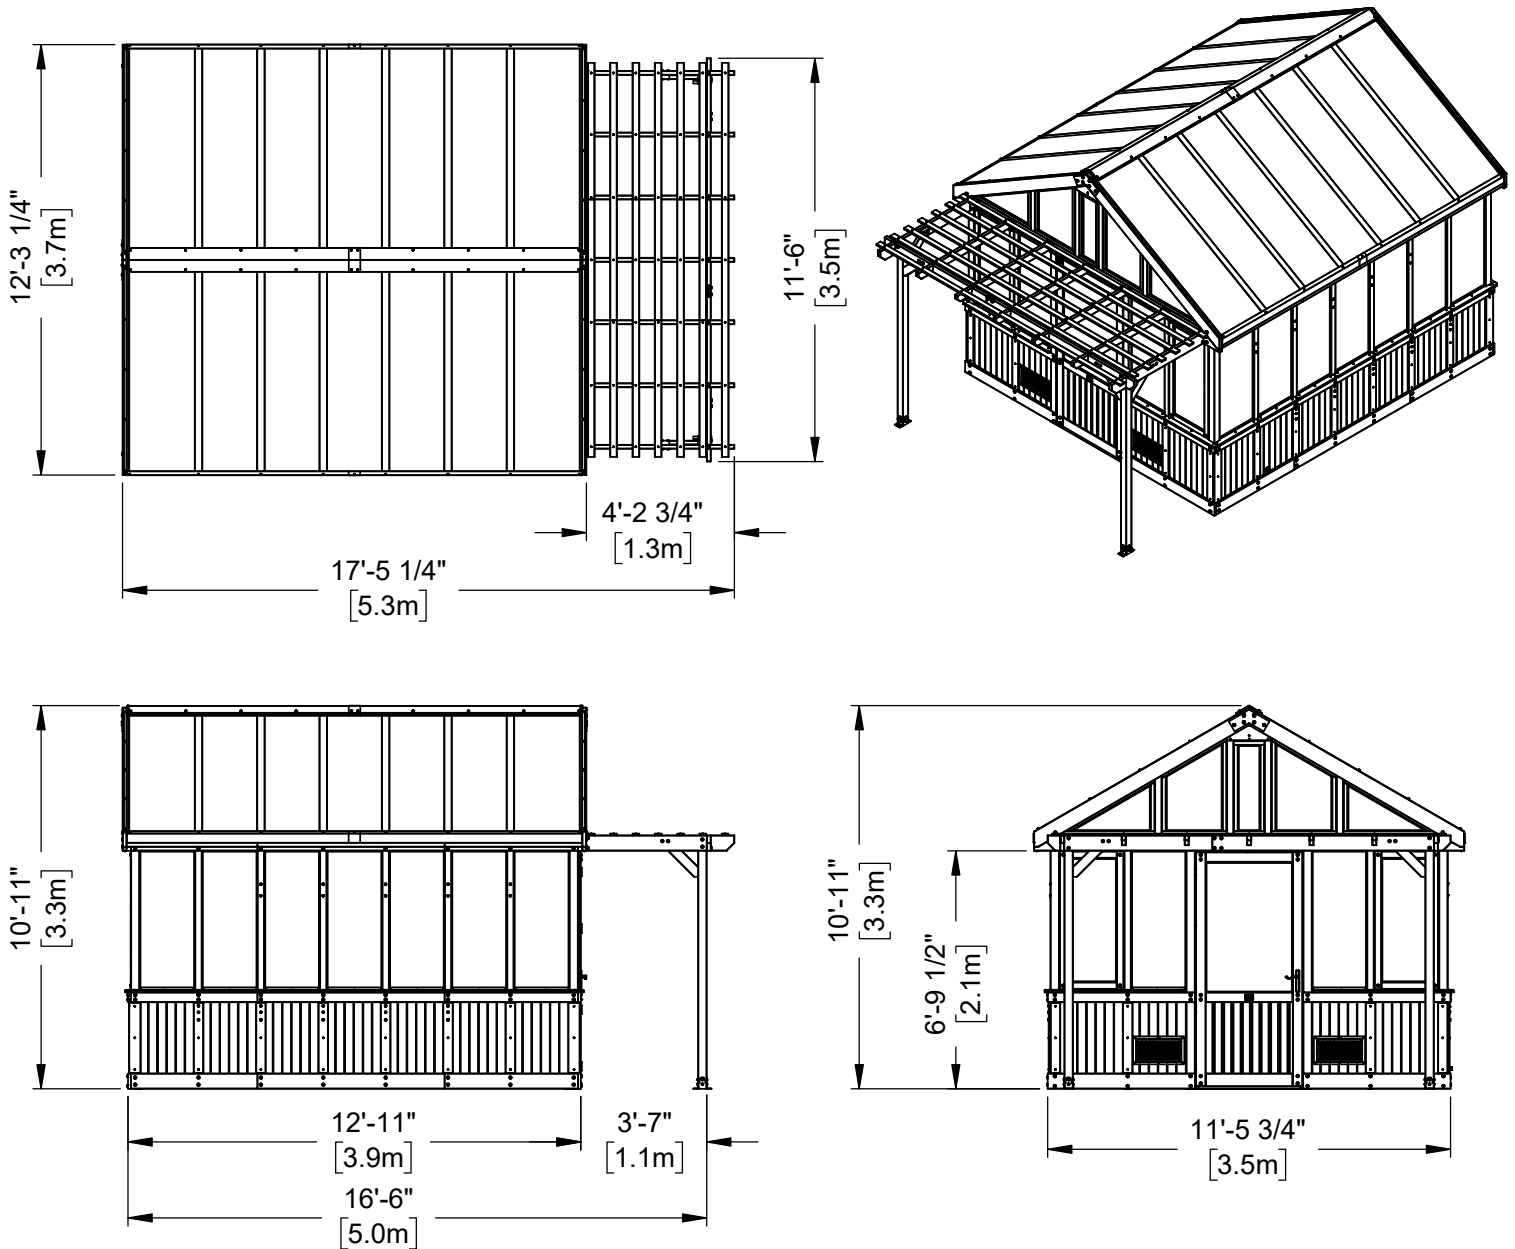 12'-3 1/4"
[3.7m]
11'-6"
[3.5m]
4'-2 3/4"
[1.3m]
17'-5 1/4"
[5.3m]
10'-11"
[3.3m]
12'-11"
[3.9m]
3'-7"
[1.1m]
16'-6"
[5.0m]
10'-11"
[3.3m]
6'-9 1/2"
[2.1m]
11'-5 3/4"
[3.5m]